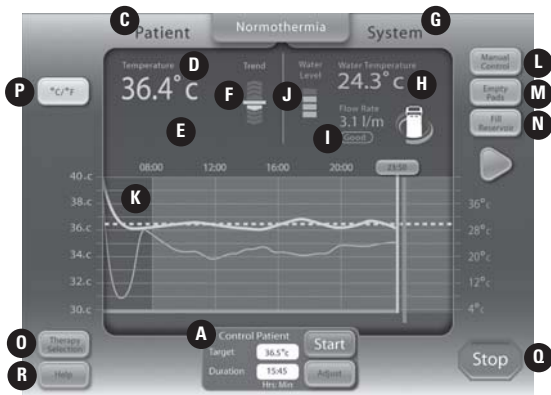 C
Patient
Normothermia
System
G
Temperature
D
36.4°c
Trend
F
E
Water
Level
J
Water Temperature
24.3°c
H
Flow Rate
3.1 l/m
Good
I
P
°C/°F
Manual
Control
L
Empty
Pads
M
Fill
Reservoir
N
08:00
12:00
16:00
20:00
23:50
K
40.c
38.c
36.c
34.c
32.c
30.c
36°c
28°c
20°c
12°c
4°c
A
Control Patient
Target
36.5°c
Duration
15:45
Hrs: Min
Start
Adjust
O
Therapy
Selection
R
Help
Stop
Q